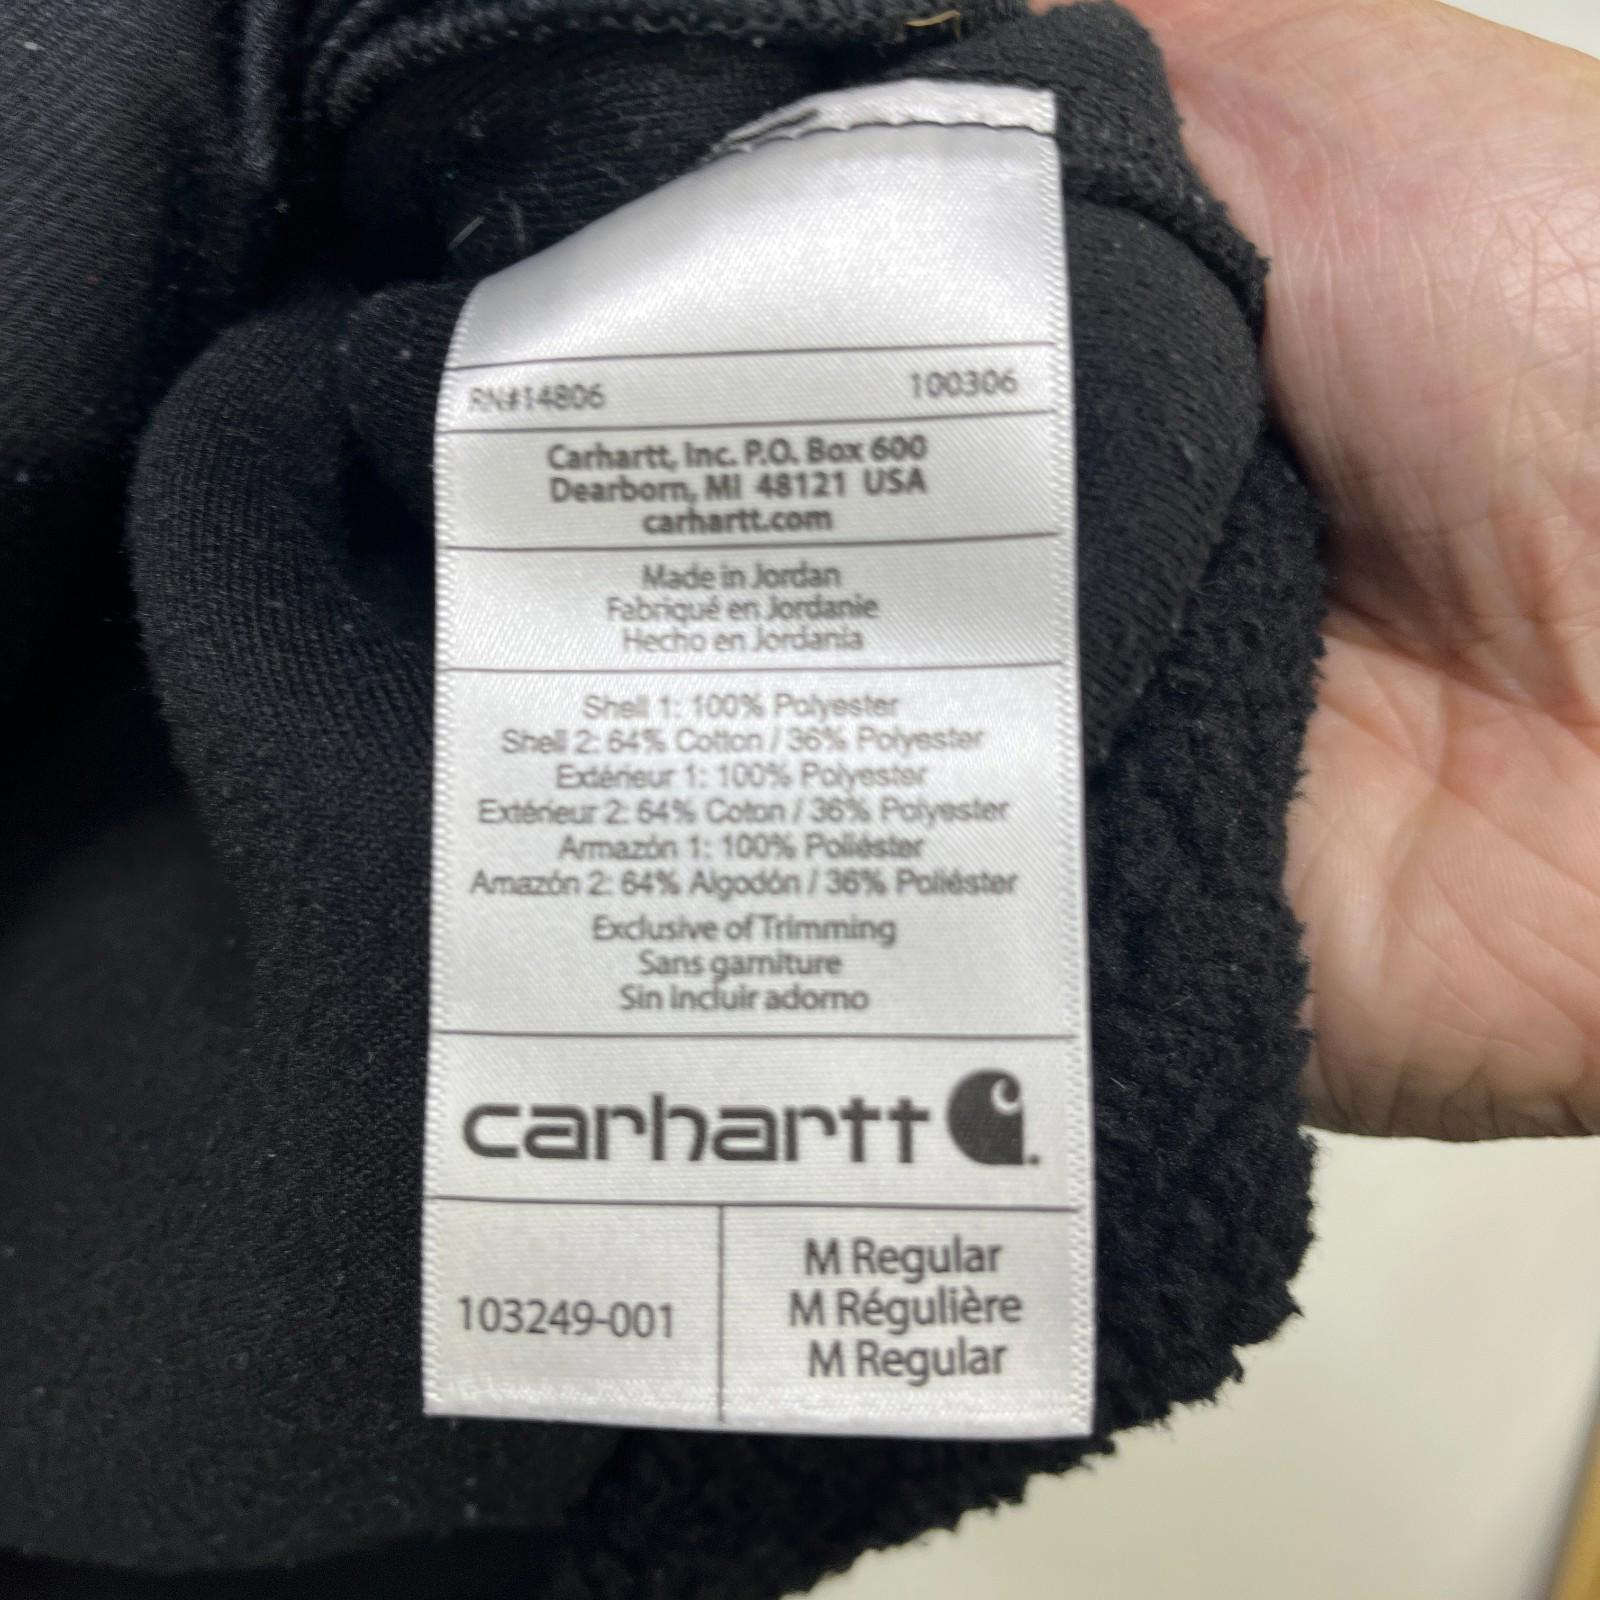 RN#14806 100306
Carhartt, Inc. P.O. Box 600
Dearborn, MI 48121 USA
carhartt.com
Made in Jordan
Fabriqué en Jordanie
Hecho en Jordania
Shell 1: 100% Polyester
Shell 2: 64% Cotton / 36% Polyester
Extérieur 1: 100% Polyester
Extérieur 2: 64% Coton / 36% Polyester
Armazón 1: 100% Poliéster
Amazón 2: 64% Algodón / 36% Poliéster
Exclusive of Trimming
Sans garniture
Sin incluir adorno
carhartt
103249-001
M Regular
M Régulière
M Regular